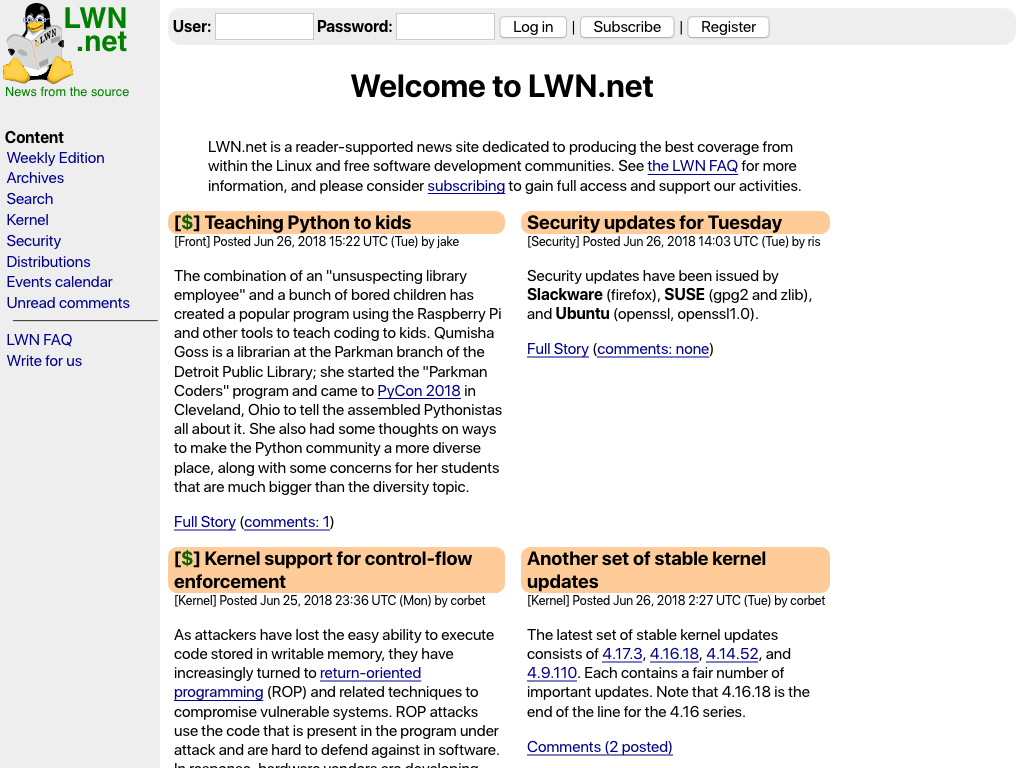 LWN
.net
News from the source
Content
Weekly Edition
Archives
Search
Kernel
Security
Distributions
Events calendar
Unread comments
LWN FAQ
Write for us
User: Password: Log in | Subscribe | Register
Welcome to LWN.net
LWN.net is a reader-supported news site dedicated to producing the best coverage from
within the Linux and free software development communities. See the LWN FAQ for more
information, and please consider subscribing to gain full access and support our activities.
[$] Teaching Python to kids
[Front] Posted Jun 26, 2018 15:22 UTC (Tue) by jake
The combination of an "unsuspecting library
employee" and a bunch of bored children has
created a popular program using the Raspberry Pi
and other tools to teach coding to kids. Qumisha
Goss is a librarian at the Parkman branch of the
Detroit Public Library; she started the "Parkman
Coders" program and came to PyCon 2018 in
Cleveland, Ohio to tell the assembled Pythonistas
all about it. She also had some thoughts on ways
to make the Python community a more diverse
place, along with some concerns for her students
that are much bigger than the diversity topic.
Full Story (comments: 1)
Security updates for Tuesday
[Security] Posted Jun 26, 2018 14:03 UTC (Tue) by ris
Security updates have been issued by
Slackware (firefox), SUSE (gpg2 and zlib),
and Ubuntu (openssl, openssl1.0).
Full Story (comments: none)
[$] Kernel support for control-flow
enforcement
[Kernel] Posted Jun 25, 2018 23:36 UTC (Mon) by corbet
As attackers have lost the easy ability to execute
code stored in writable memory, they have
increasingly turned to return-oriented
programming (ROP) and related techniques to
compromise vulnerable systems. ROP attacks
use the code that is present in the program under
attack and are hard to defend against in software.
In response, hardware vendors are developing
Another set of stable kernel
updates
[Kernel] Posted Jun 26, 2018 2:27 UTC (Tue) by corbet
The latest set of stable kernel updates
consists of 4.17.3, 4.16.18, 4.14.52, and
4.9.110. Each contains a fair number of
important updates. Note that 4.16.18 is the
end of the line for the 4.16 series.
Comments (2 posted)